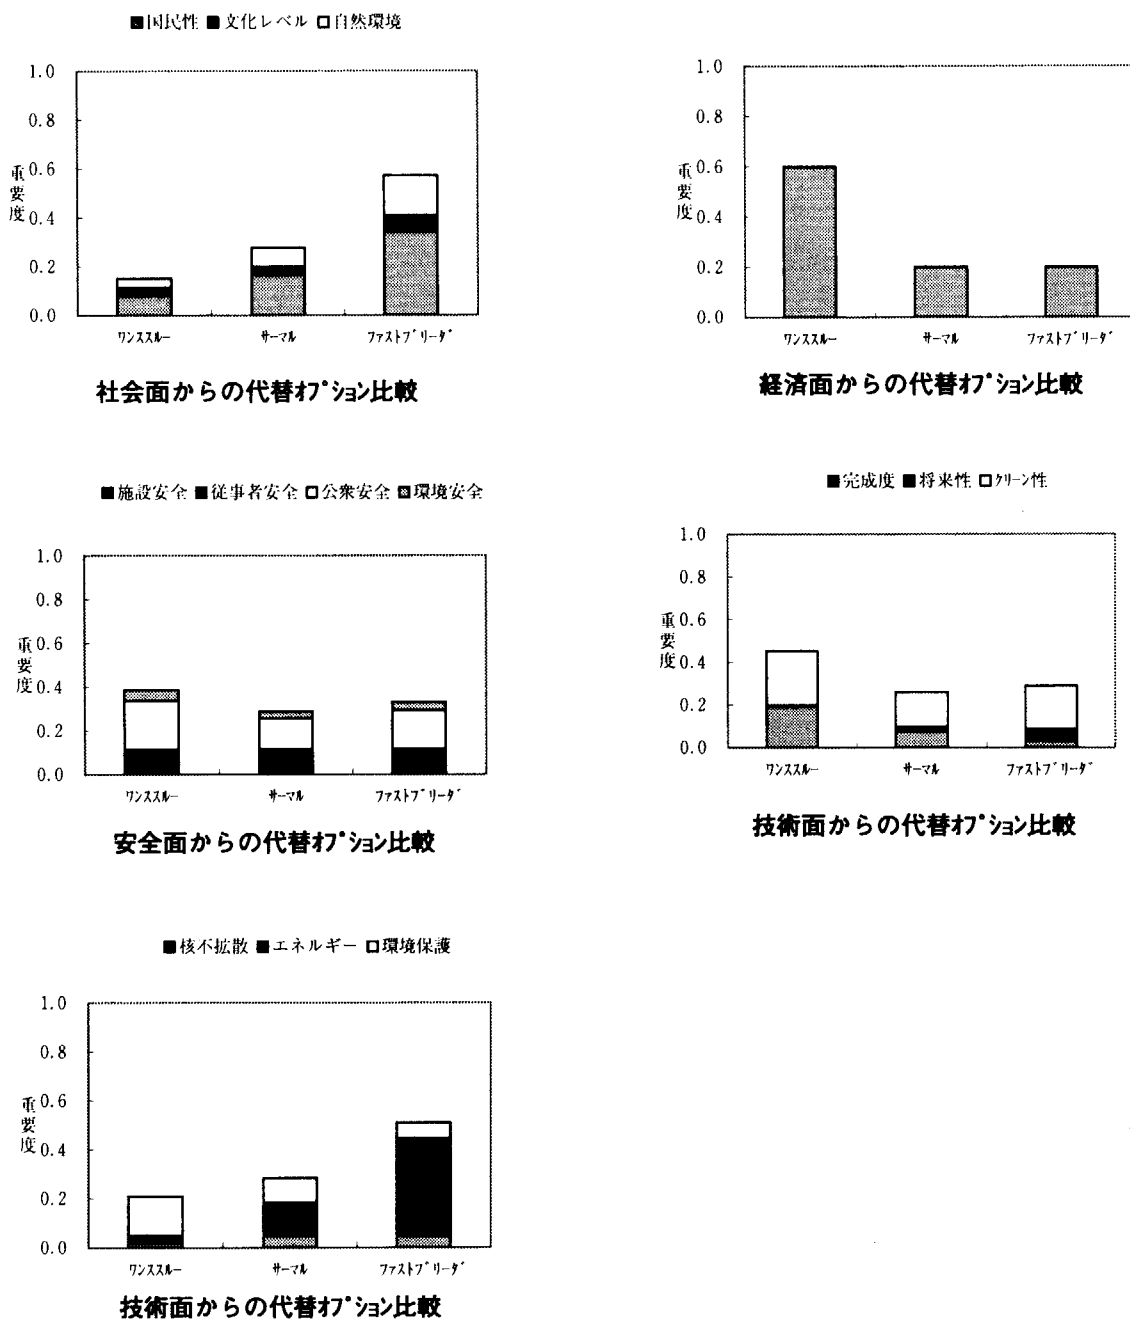 ■国民性 ■文化レベル □自然環境
1.0
0.8
0.6
0.4
0.2
0.0
重要度
ワンススルー サーマル ファストブリーダ
社会面からの代替オプション比較
1.0
0.8
0.6
0.4
0.2
0.0
重要度
ワンススルー サーマル ファストブリーダ
経済面からの代替オプション比較
■施設安全 ■従事者安全 □公衆安全 ▩環境安全
1.0
0.8
0.6
0.4
0.2
0.0
重要度
ワンススルー サーマル ファストブリーダ
安全面からの代替オプション比較
■完成度 ■将来性 □クリーン性
1.0
0.8
0.6
0.4
0.2
0.0
重要度
ワンススルー サーマル ファストブリーダ
技術面からの代替オプション比較
■核不拡散 ■エネルギー □環境保護
1.0
0.8
0.6
0.4
0.2
0.0
重要度
ワンススルー サーマル ファストブリーダ
技術面からの代替オプション比較